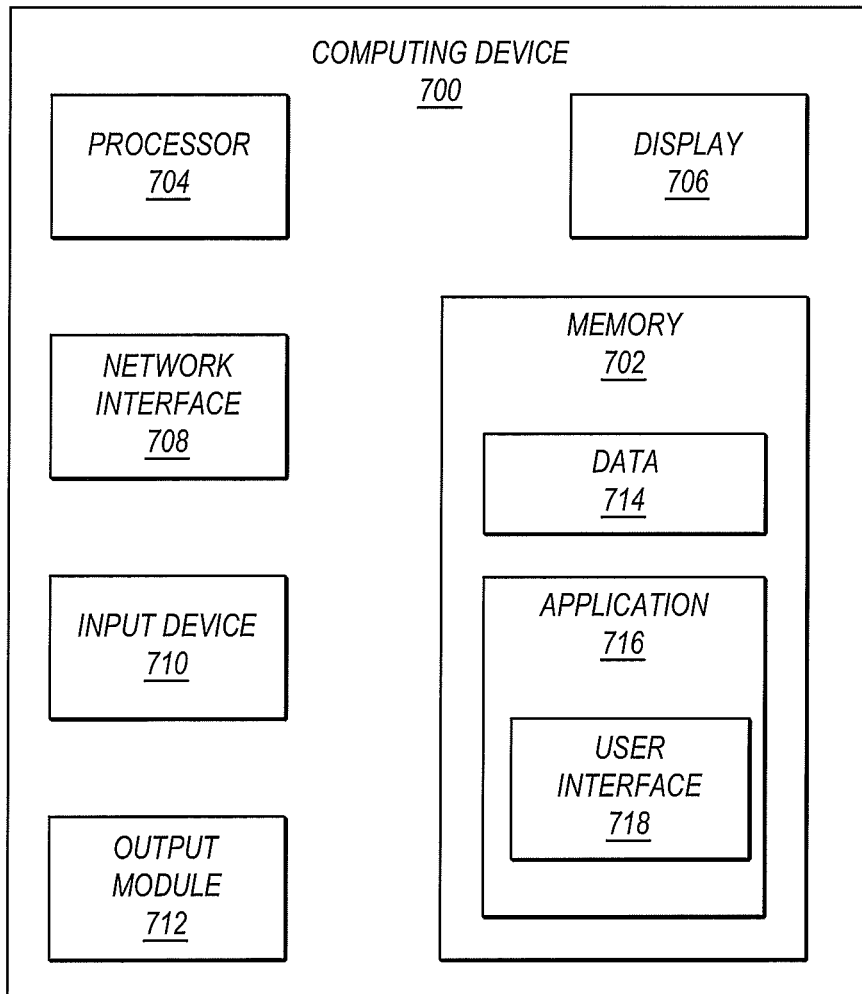 COMPUTING DEVICE
700
PROCESSOR
704
DISPLAY
706
NETWORK
INTERFACE
708
MEMORY
702
DATA
714
INPUT DEVICE
710
APPLICATION
716
USER
INTERFACE
718
OUTPUT
MODULE
712